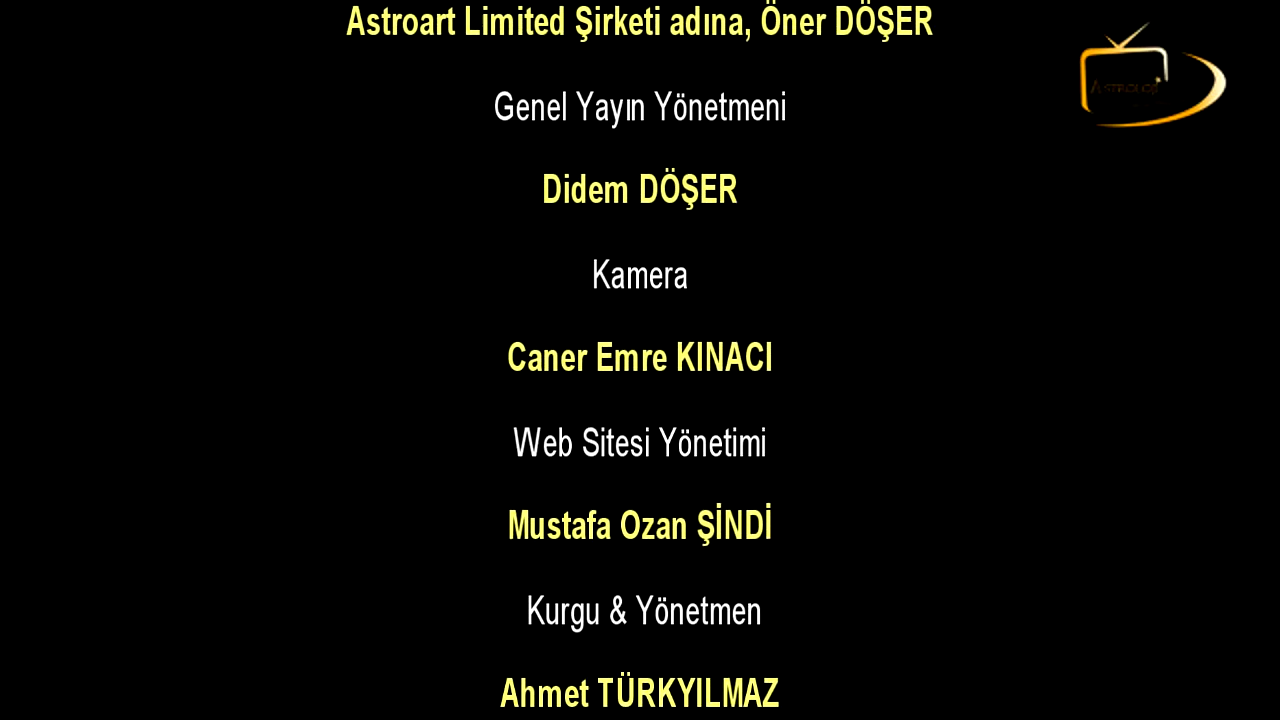 Astroart Limited Şirketi adına, Öner DÖŞER
Genel Yayın Yönetmeni
Didem DÖŞER
Kamera
Caner Emre KINACI
Web Sitesi Yönetimi
Mustafa Ozan ŞİNDİ
Kurgu & Yönetmen
Ahmet TÜRKYILMAZ